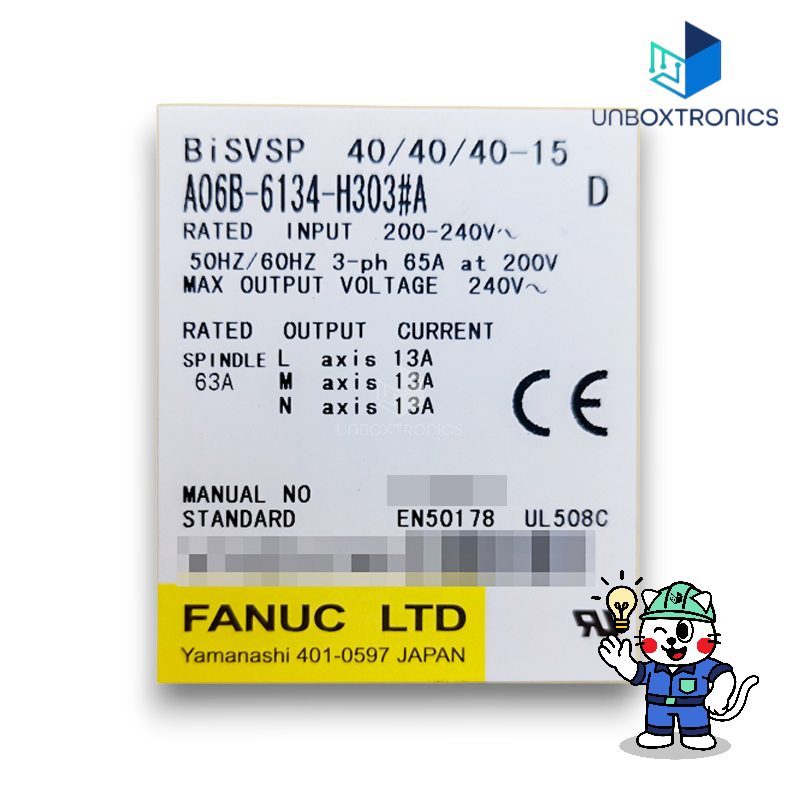 UNBOXTRONICS
BiSVSP 40/40/40-15
A06B-6134-H303#A D
RATED INPUT 200-240V～
50HZ/60HZ 3-ph 65A at 200V
MAX OUTPUT VOLTAGE 240V～
RATED OUTPUT CURRENT
SPINDLE L axis 13A
63A M axis 13A
N axis 13A
UNBOXTRONICS
CE
MANUAL NO
STANDARD EN50178 UL508C
FANUC LTD
Yamanashi 401-0597 JAPAN